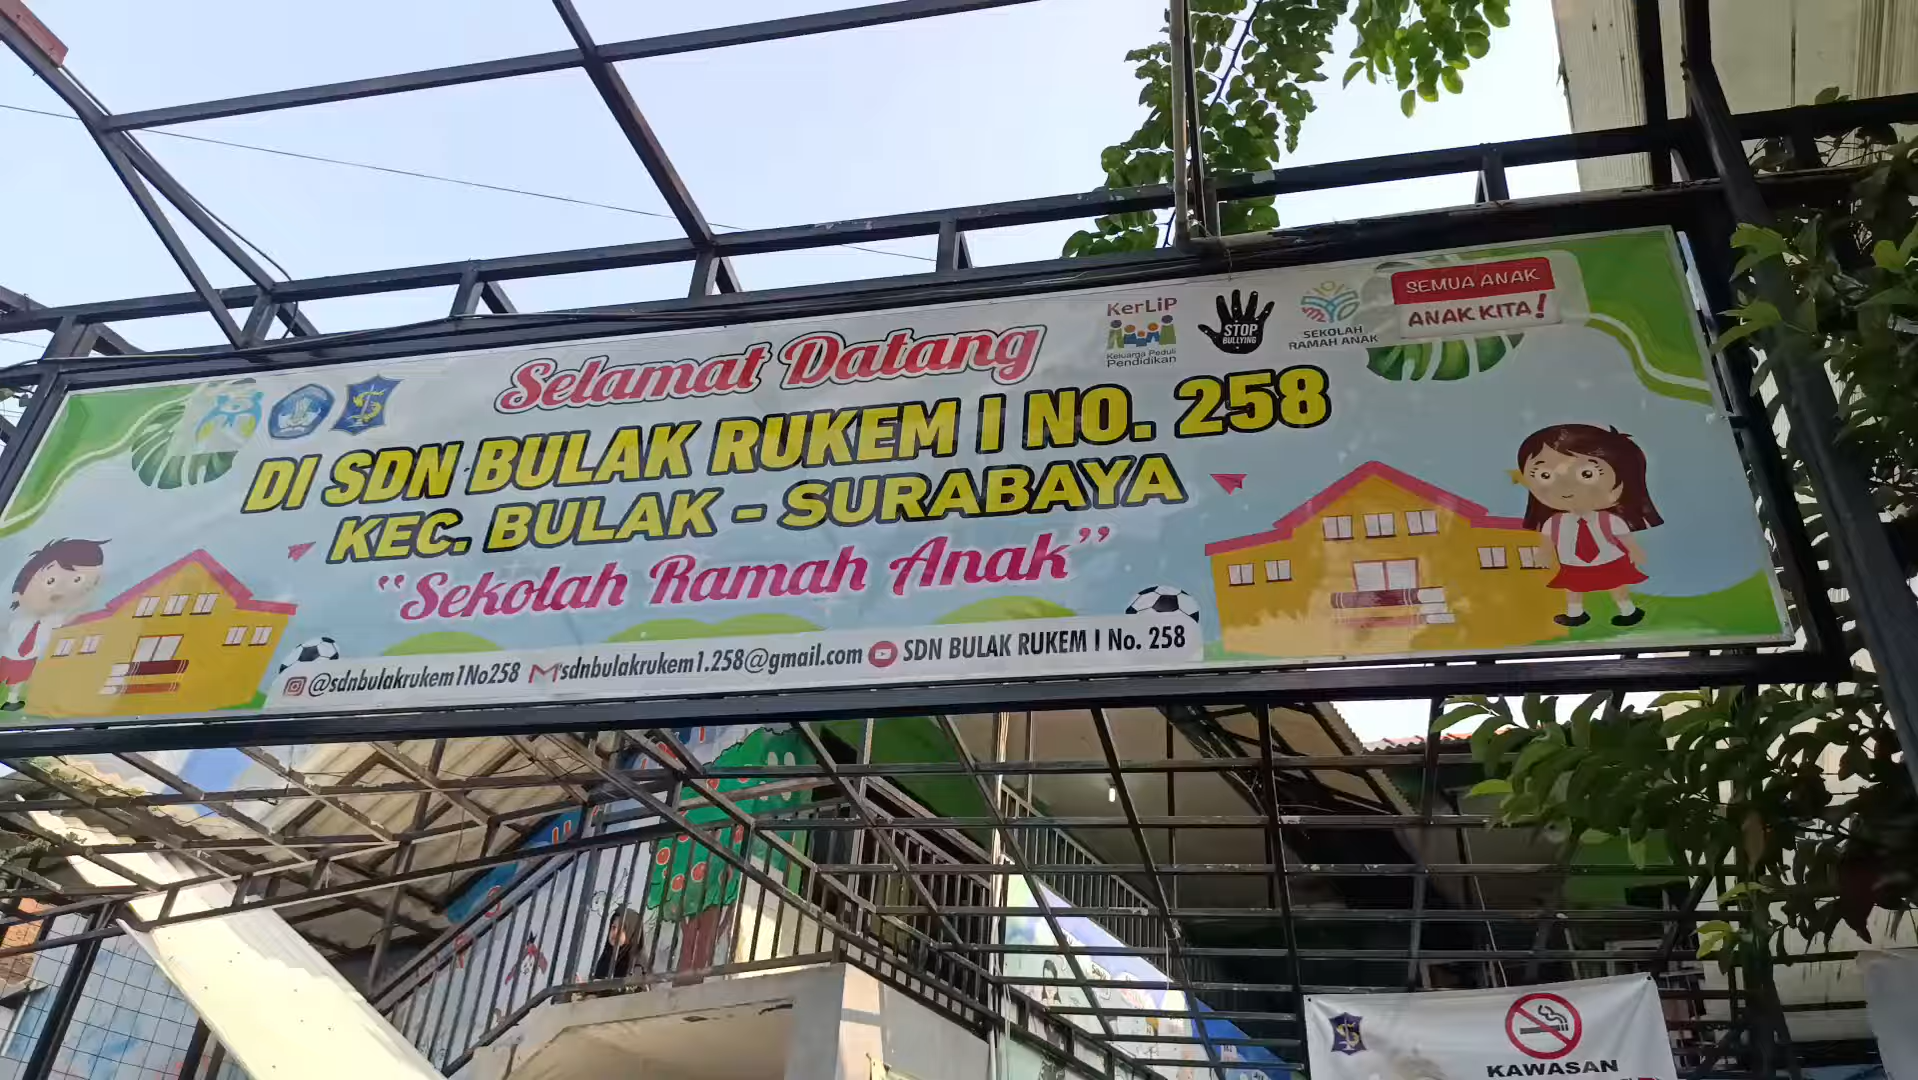 KerLiP
Keluarga Peduli
Pendidikan
STOP
BULLYING
SEKOLAH
RAMAH ANAK
SEMUA ANAK
ANAK KITA!
Selamat Datang
DI SDN BULAK RUKEM I NO. 258
KEC. BULAK - SURABAYA
"Sekolah Ramah Anak"
@sdnbulakrukem1No258 sdnbulakrukem1.258@gmail.com SDN BULAK RUKEM I No. 258
KAWASAN